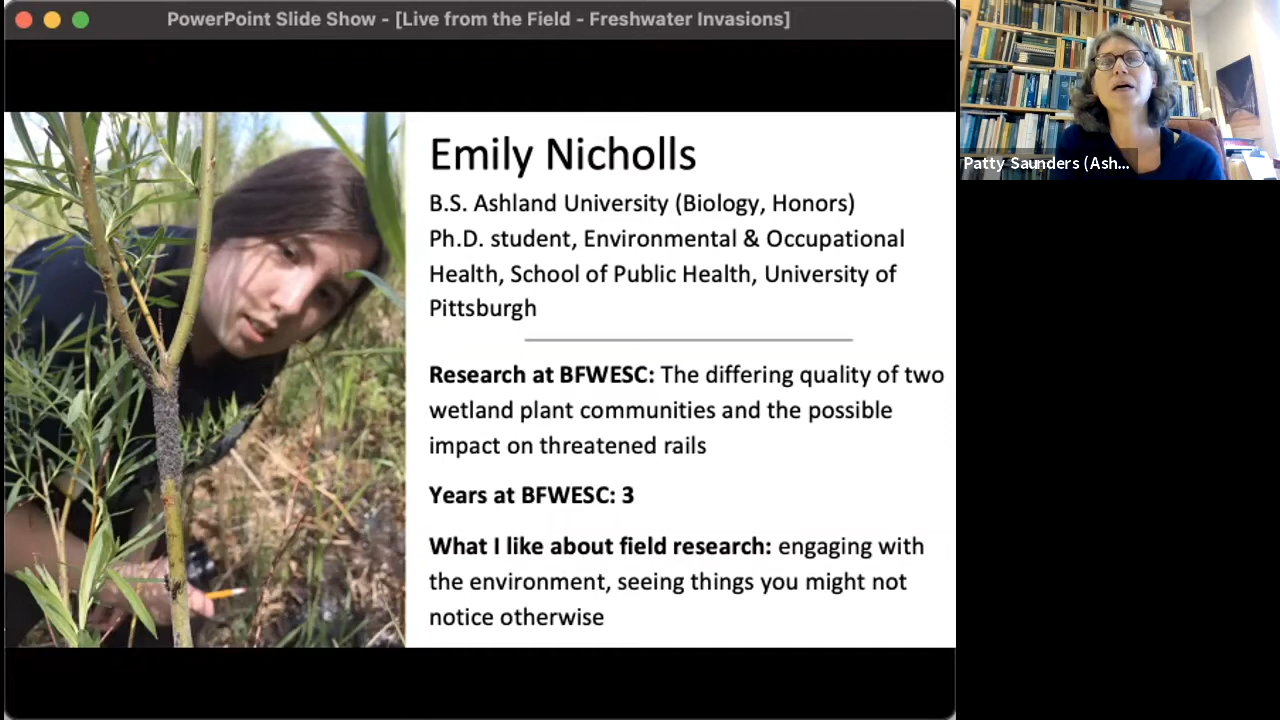 PowerPoint Slide Show - [Live from the Field - Freshwater Invasions]
Emily Nicholls
B.S. Ashland University (Biology, Honors)
Ph.D. student, Environmental & Occupational
Health, School of Public Health, University of
Pittsburgh
Research at BFWESC: The differing quality of two
wetland plant communities and the possible
impact on threatened rails
Years at BFWESC: 3
What I like about field research: engaging with
the environment, seeing things you might not
notice otherwise
Patty Saunders (Ash...